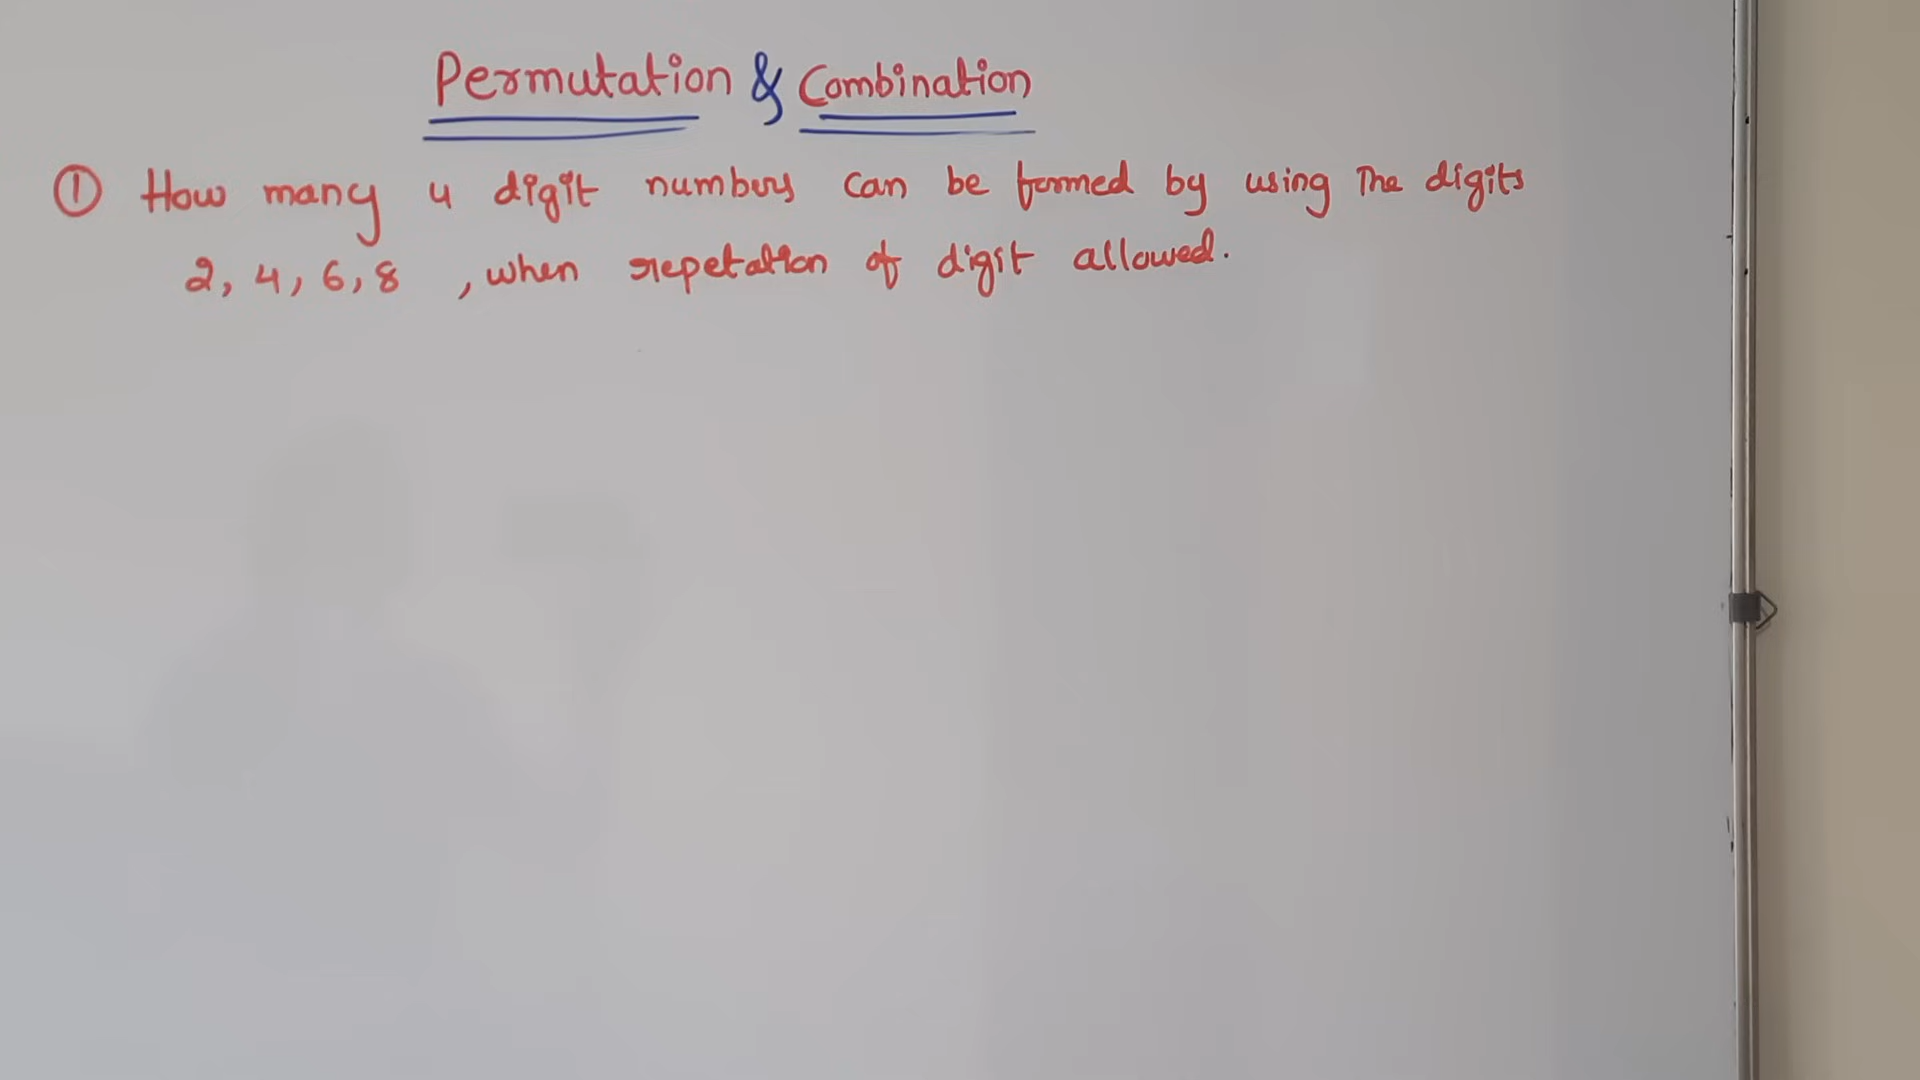 Permutation & Combination
① How many 4 digit numbers can be formed by using The digits
2, 4, 6, 8 , when repetation of digit allowed.